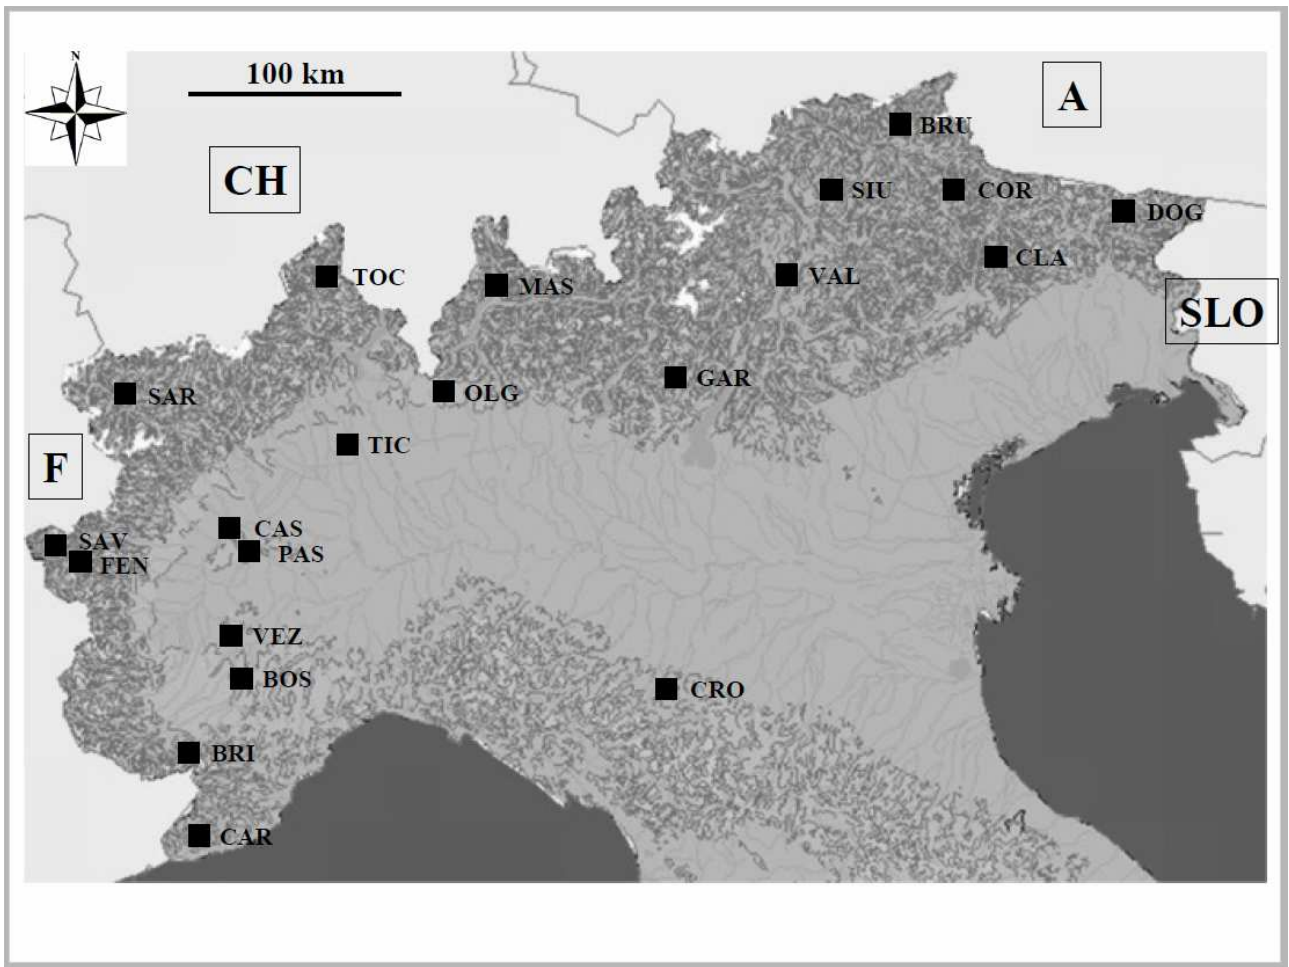 N
100 km
A
BRU
CH
SIU
COR
DOG
CLA
TOC
MAS
VAL
SLO
SAR
OLG
GAR
TIC
F
CAS
SAV
PAS
FEN
VEZ
BOS
CRO
BRI
CAR